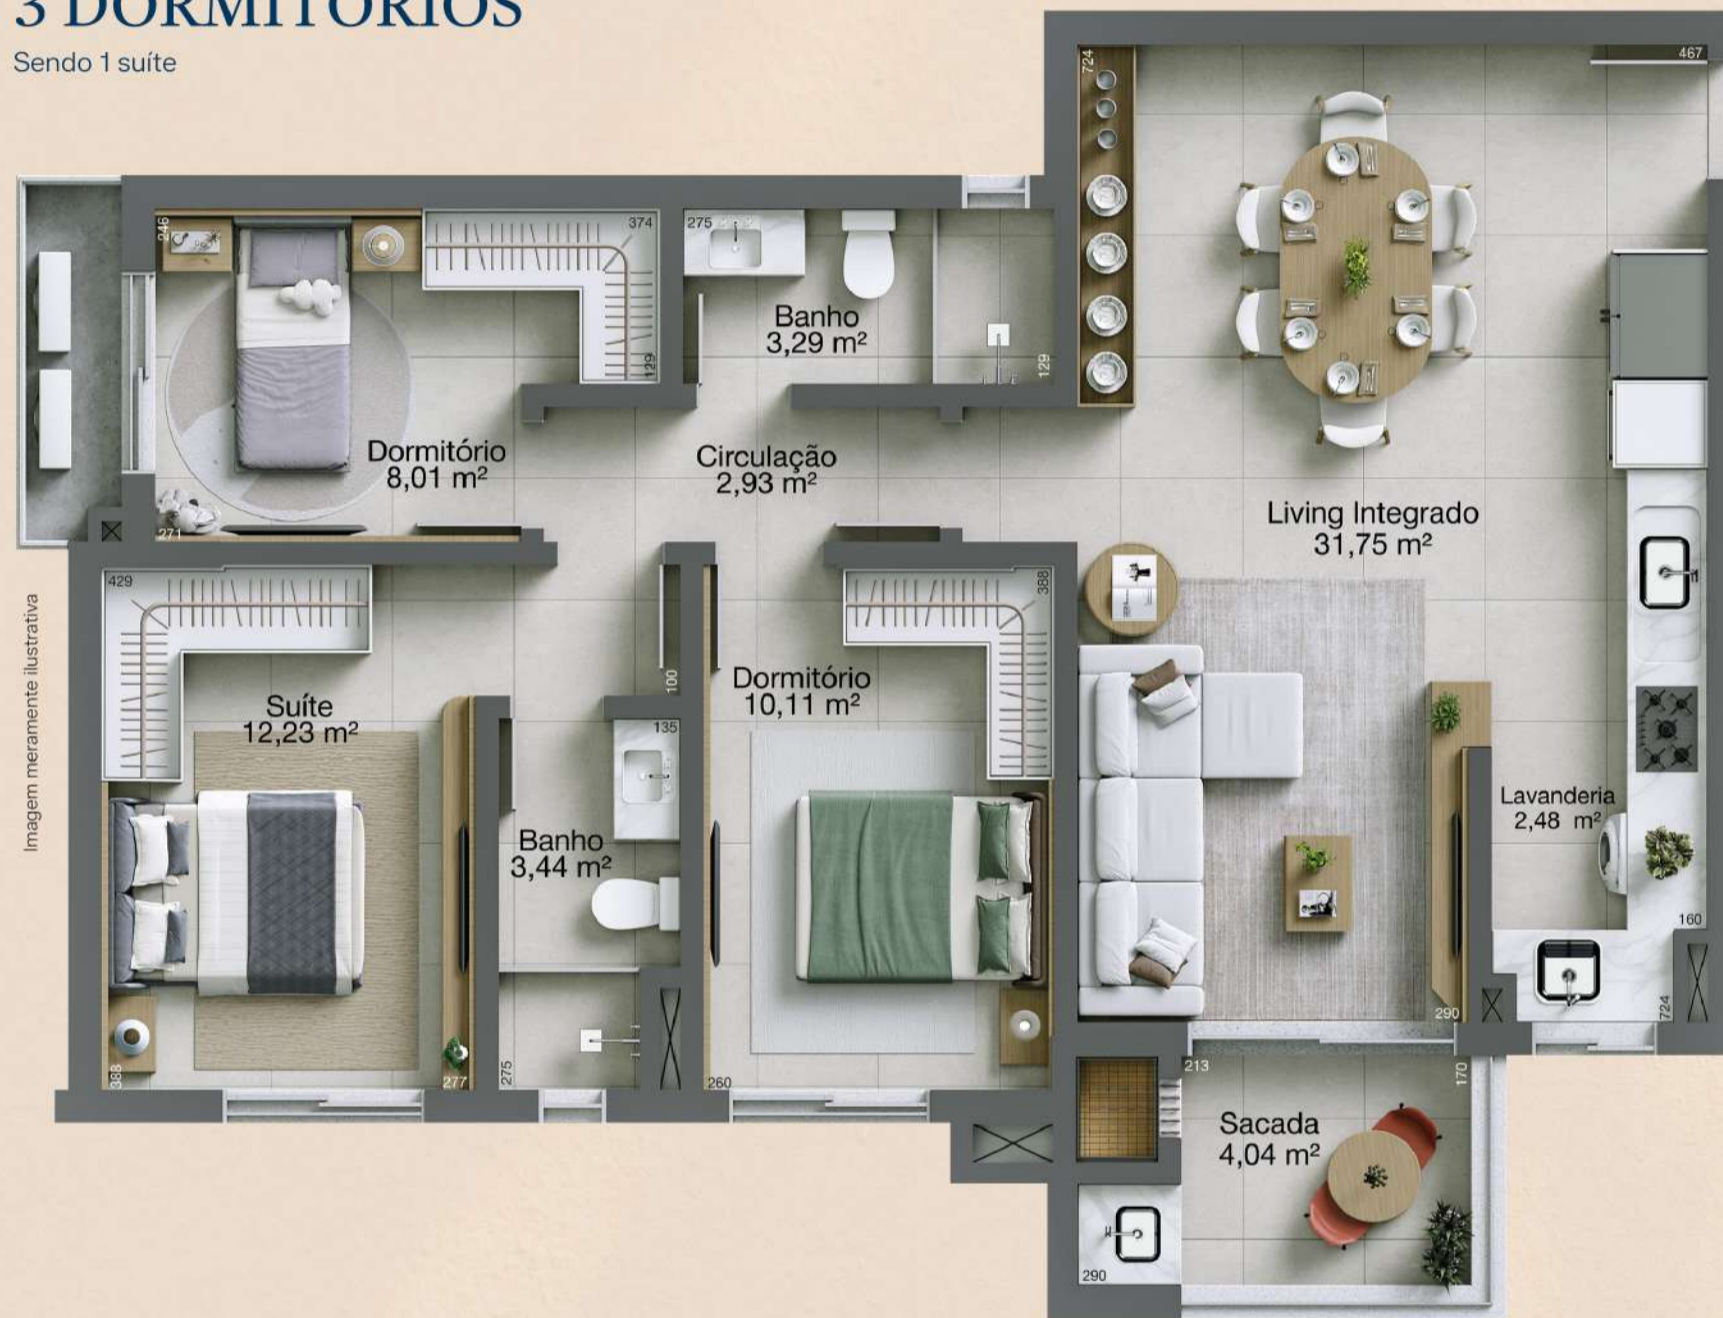 3 DORMITÓRIOS
Sendo 1 suíte
724
467
246
374
275
Banho
3,29 m²
129
129
Dormitório
8,01 m²
Circulação
2,93 m²
Living Integrado
31,75 m²
271
429
388
Imagem meramente ilustrativa
100
Dormitório
10,11 m²
Suíte
12,23 m²
135
Lavanderia
2,48 m²
Banho
3,44 m²
160
724
290
388
277
275
260
213
170
Sacada
4,04 m²
290